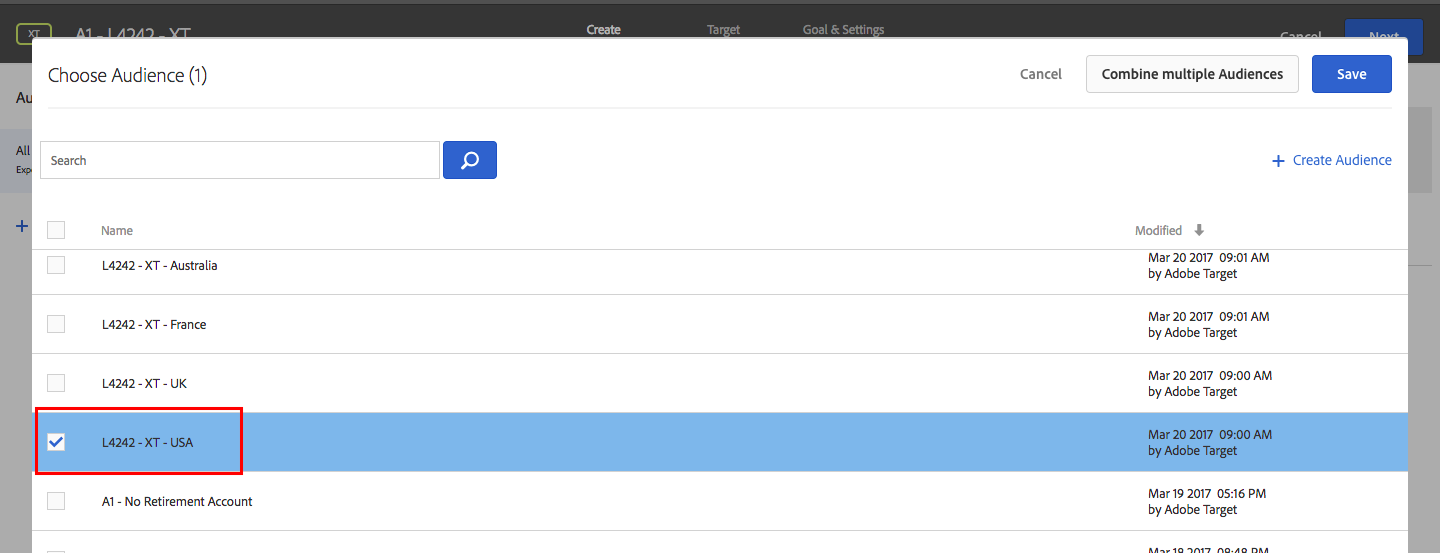 XT
A1 - L4242 - XT
Create
Target
Goal & Settings
Cancel
Next
Choose Audience (1)
Cancel
Combine multiple Audiences
Save
Au
All
Expe
Search
+ Create Audience
+
Name
Modified
L4242 - XT - Australia
Mar 20 2017 09:01 AM
by Adobe Target
L4242 - XT - France
Mar 20 2017 09:01 AM
by Adobe Target
L4242 - XT - UK
Mar 20 2017 09:00 AM
by Adobe Target
L4242 - XT - USA
Mar 20 2017 09:00 AM
by Adobe Target
A1 - No Retirement Account
Mar 19 2017 05:16 PM
by Adobe Target
Mar 18 2017 08:48 PM